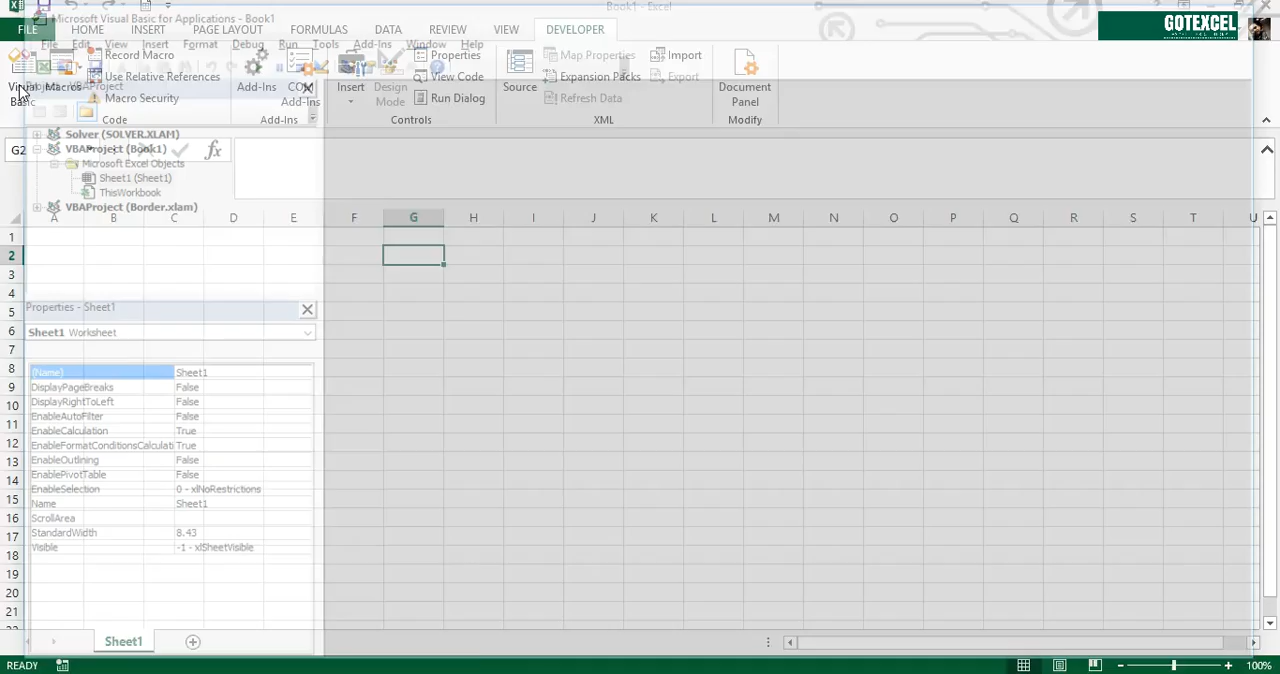 Book1 - Excel
Microsoft Visual Basic for Applications - Book1
FILE HOME INSERT PAGE LAYOUT FORMULAS DATA REVIEW VIEW DEVELOPER
GOTEXCEL
File Edit View Insert Format Debug Run Tools Add-Ins Window Help
Record Macro
Use Relative References
Macro Security
Visual Basic
Macros
Code
Add-Ins
COM Add-Ins
Add-Ins
Insert
Design Mode
Properties
View Code
Run Dialog
Controls
Source
Map Properties
Expansion Packs
Refresh Data
Import
Export
XML
Document Panel
Modify
Project - VBAProject
Solver (SOLVER.XLAM)
VBAProject (Book1)
Microsoft Excel Objects
Sheet1 (Sheet1)
ThisWorkbook
VBAProject (Border.xlam)
G2
fx
A B C D E F G H I J K L M N O P Q R S T U
1
2
3
4
5
6
7
8
9
10
11
12
13
14
15
16
17
18
19
20
21
22
Properties - Sheet1
Sheet1 Worksheet
(Name) Sheet1
DisplayPageBreaks False
DisplayRightToLeft False
EnableAutoFilter False
EnableCalculation True
EnableFormatConditionsCalculati True
EnableOutlining False
EnablePivotTable False
EnableSelection 0 - xlNoRestrictions
Name Sheet1
ScrollArea
StandardWidth 8.43
Visible -1 - xlSheetVisible
Sheet1
READY
100%